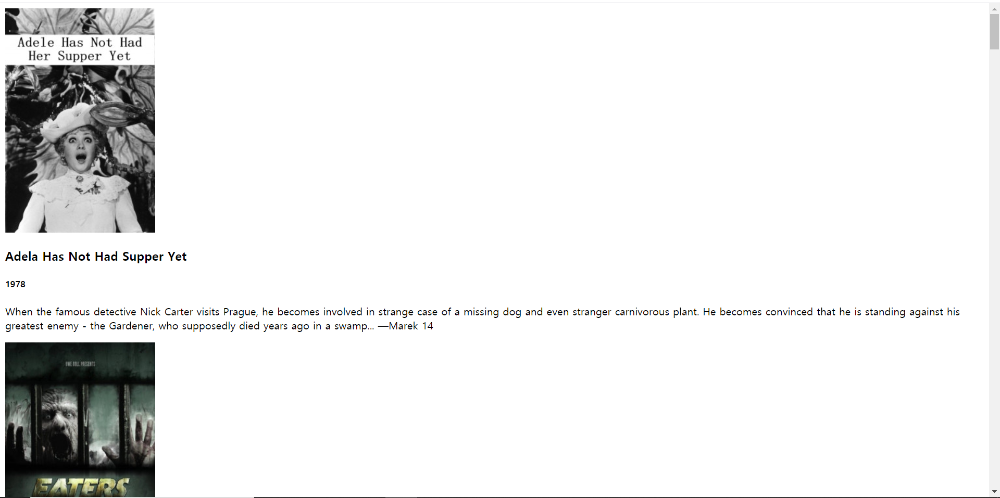 Adele Has Not Had
Her Supper Yet
Adela Has Not Had Supper Yet
1978
When the famous detective Nick Carter visits Prague, he becomes involved in strange case of a missing dog and even stranger carnivorous plant. He becomes convinced that he is standing against his
greatest enemy - the Gardener, who supposedly died years ago in a swamp... —Marek 14
UWE BOLL PRESENTS
EATERS